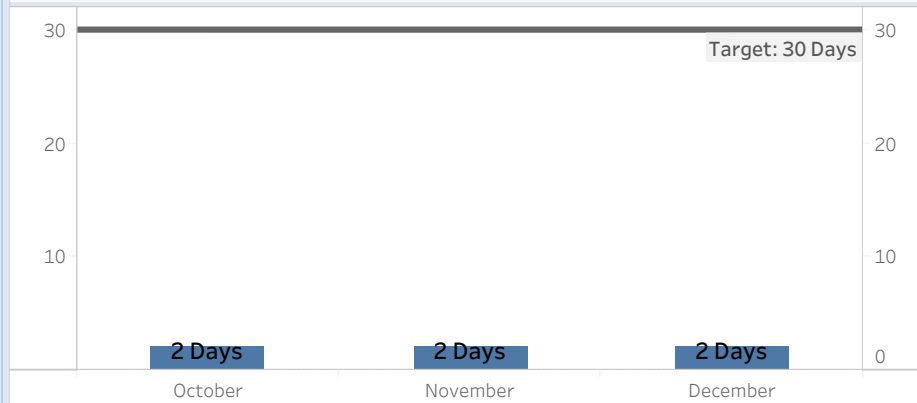 30
30
Target: 30 Days
20
20
10
10
2 Days
2 Days
2 Days
0
October
November
December